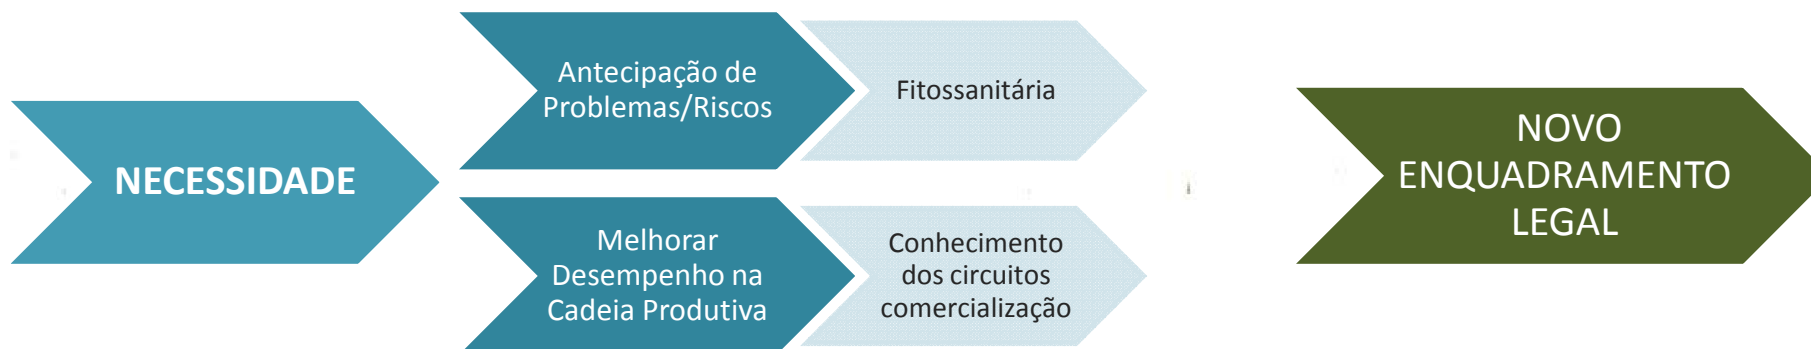 NECESSIDADE
Antecipação de
Problemas/Riscos
Fitossanitária
Melhorar
Desempenho na
Cadeia Produtiva
Conhecimento
dos circuitos
comercialização
NOVO
ENQUADRAMENTO
LEGAL